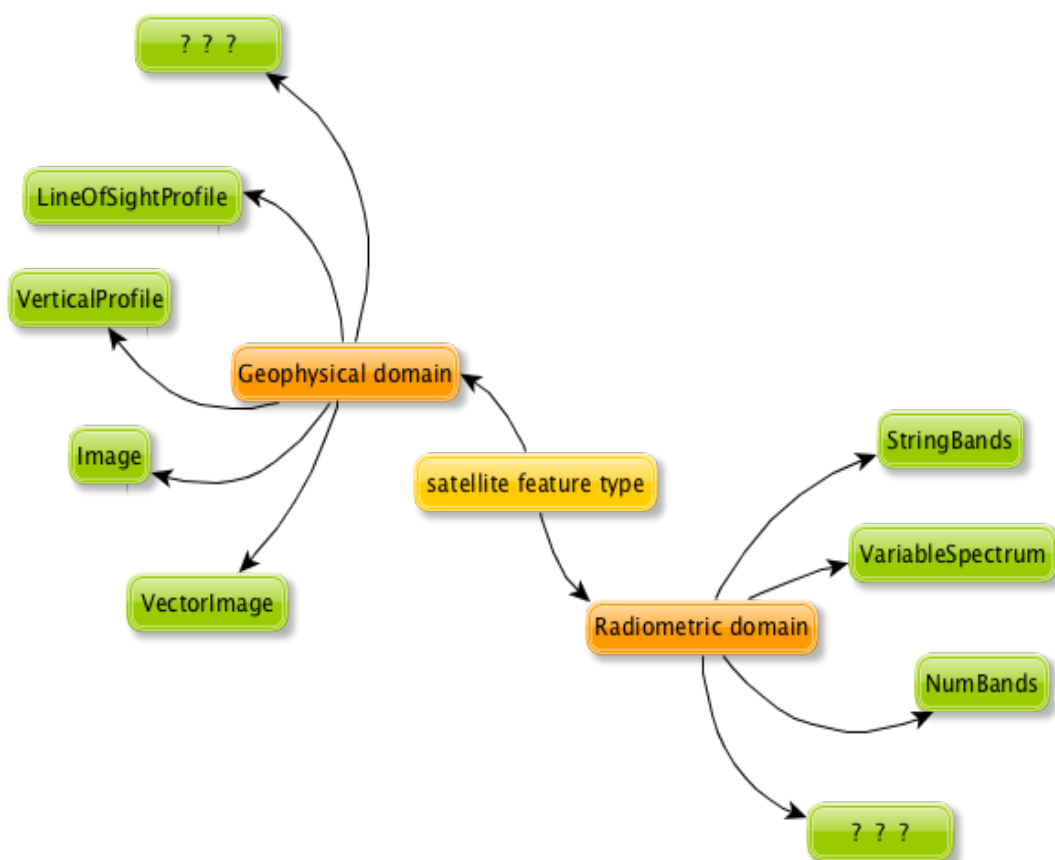 ? ? ?
LineOfSightProfile
VerticalProfile
Geophysical domain
Image
satellite feature type
StringBands
VariableSpectrum
VectorImage
Radiometric domain
NumBands
? ? ?